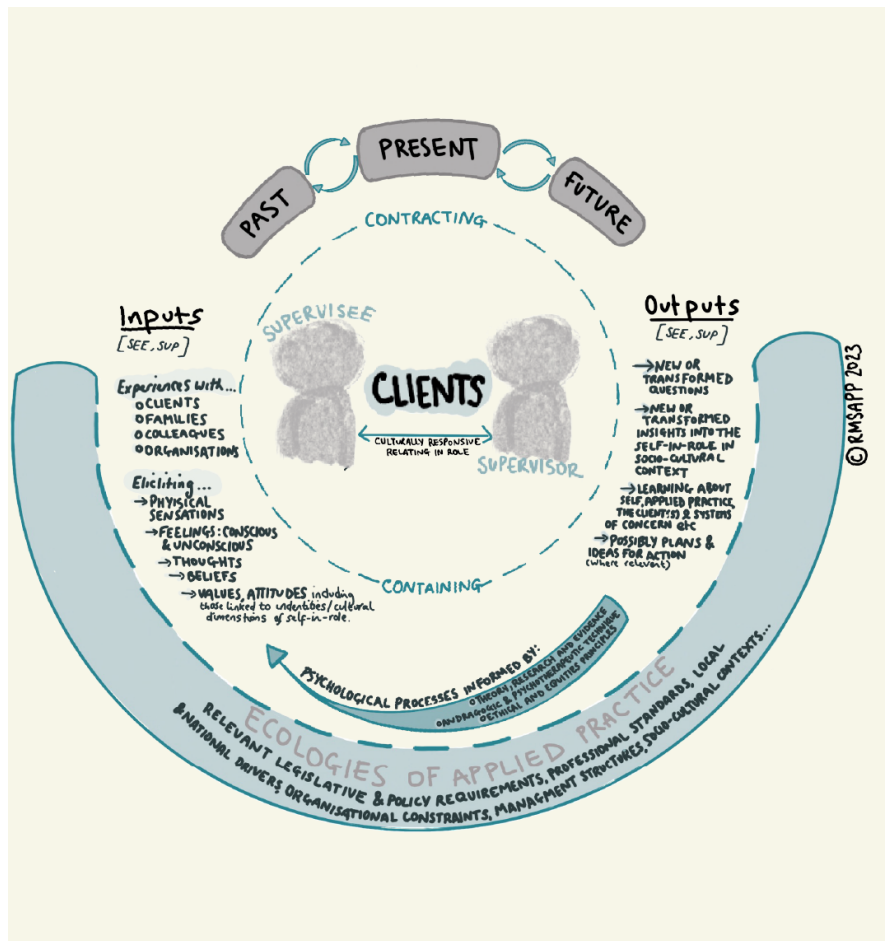 PRESENT
PAST
FUTURE
CONTRACTING
SUPERVISEE
CLIENTS
CULTURALLY RESPONSIVE
RELATING IN ROLE
SUPERVISOR
CONTAINING
Inputs
[SEE, SUP]
Experiences with...
CLIENTS
FAMILIES
COLLEAGUES
ORGANISATIONS
Eliciting...
→PHYISICAL
SENSATIONS
→FEELINGS: CONSCIOUS
& UNCONSCIOUS
→THOUGHTS
→BELIEFS
→VALUES, ATTITUDES including
those linked to undentities/cultural
dimensions of self-in-role.
Outputs
[SEE, SUP]
→NEW OR
TRANSFORMED
QUESTIONS
→NEW OR
TRANSFORMED
INSIGHTS INTO THE
SELF-IN-ROLE IN
SOCIO-CULTURAL
CONTEXT
→LEARNING ABOUT
SELF, APPLIED PRACTICE,
THE CLIENT(S) & SYSTEMS
OF CONCERN etc
→POSSIBLY PLANS &
IDEAS FOR ACTION
(where relevant)
©RMSAPP 2023
PSYCHOLOGICAL PROCESSES INFORMED BY:
THEORY, RESEARCH AND EVIDENCE
ANDRAGOGIC & PSYCHOTHERAPEUTIC TECHNIQUE
ETHICAL AND EQUITIES PRINCIPLES
ECOLOGIES OF APPLIED PRACTICE
RELEVANT LEGISLATIVE & POLICY REQUIREMENTS, PROFESSIONAL STANDARDS, LOCAL
& NATIONAL DRIVERS, ORGANISATIONAL CONSTRAINTS, MANAGMENT STRUCTURES, SOCIO-CULTURAL CONTEXTS...